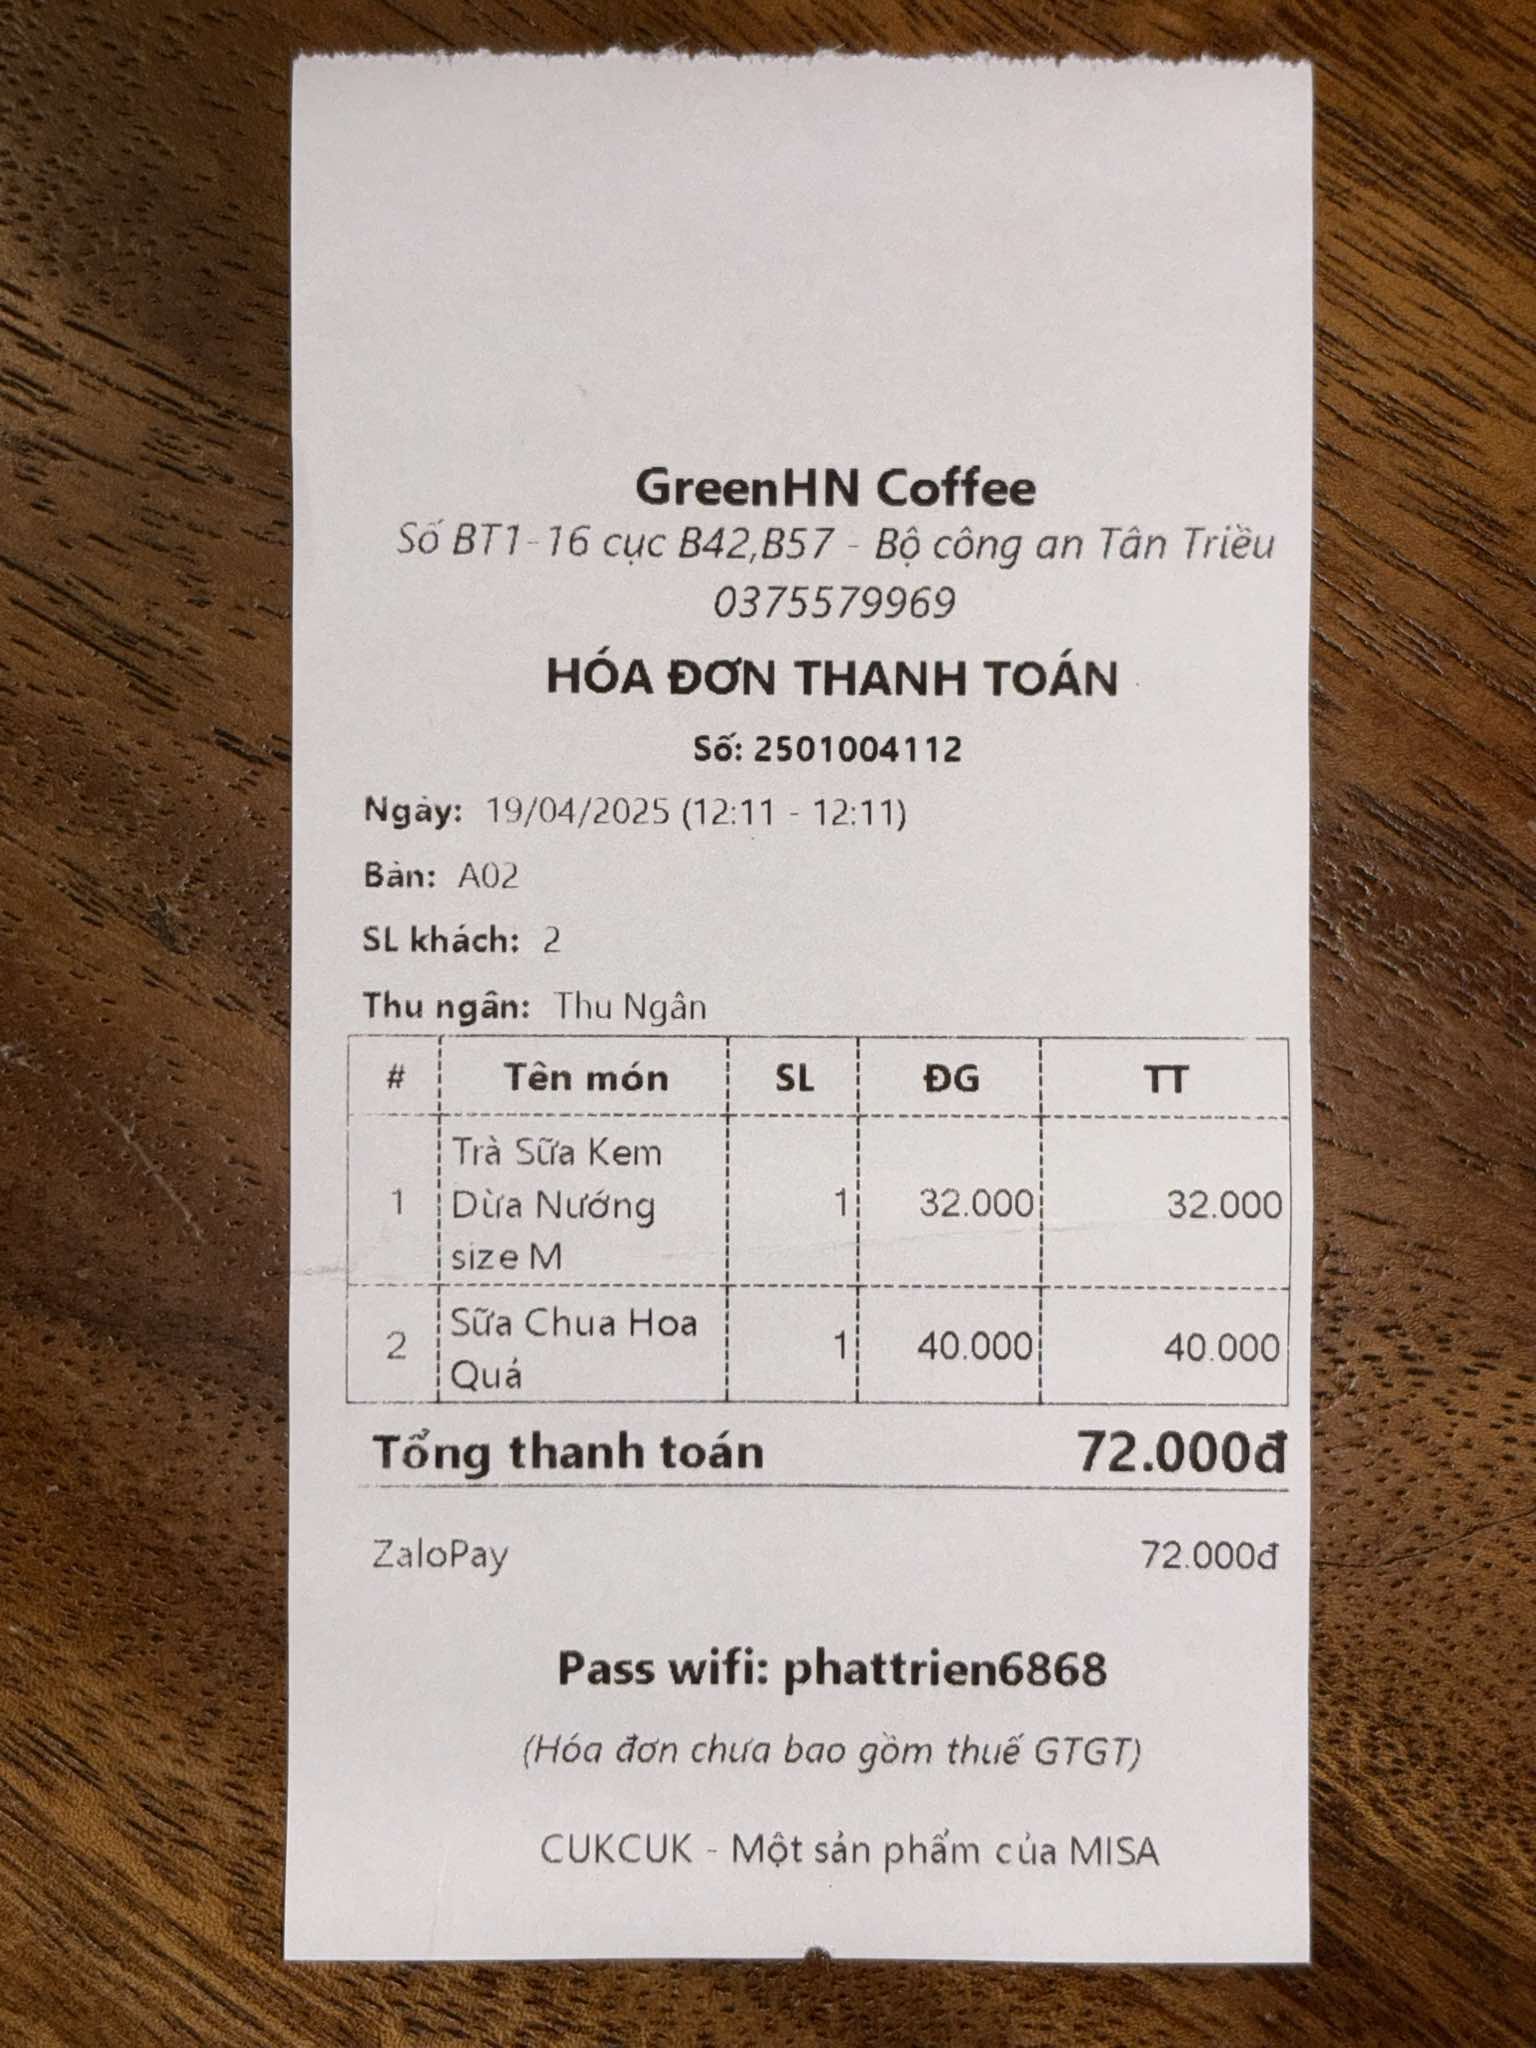 GreenHN Coffee
Số BT1-16 cục B42,B57 - Bộ công an Tân Triều
0375579969
HÓA ĐƠN THANH TOÁN
Số: 2501004112
Ngày: 19/04/2025 (12:11 - 12:11)
Bàn: A02
SL khách: 2
Thu ngân: Thu Ngân
# Tên món SL ĐG TT
Trà Sữa Kem
1 Dừa Nướng 1 32.000 32.000
size M
Sữa Chua Hoa
2 1 40.000 40.000
Quả
Tổng thanh toán 72.000đ
ZaloPay 72.000đ
Pass wifi: phattrien6868
(Hóa đơn chưa bao gồm thuế GTGT)
CUKCUK - Một sản phẩm của MISA